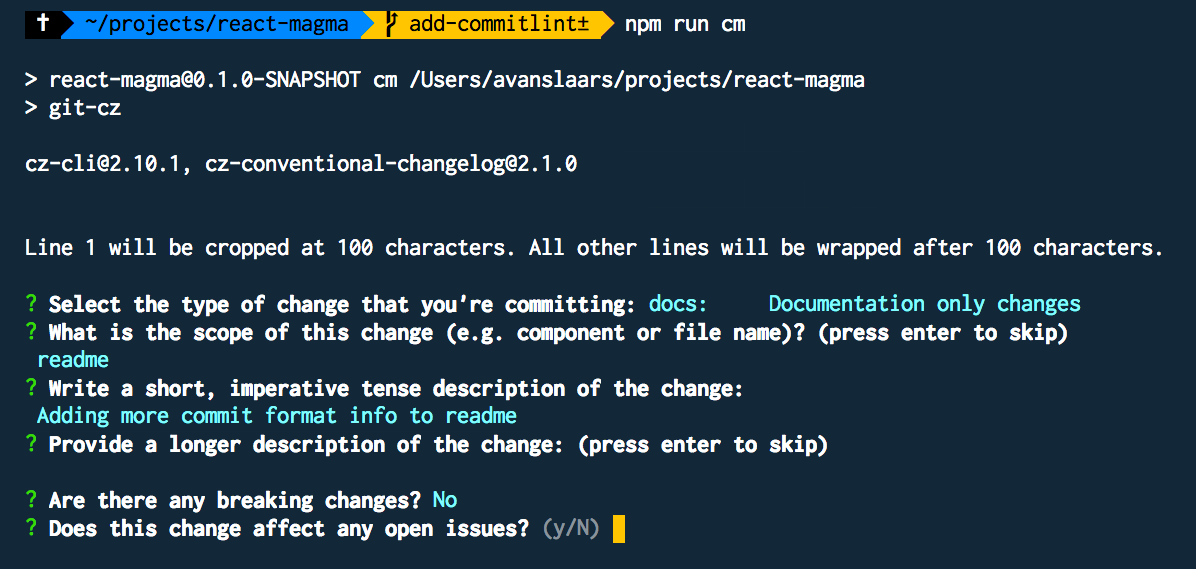 ✝ ~/projects/react-magma add-commitlint± npm run cm
> react-magma@0.1.0-SNAPSHOT cm /Users/avanslaars/projects/react-magma
> git-cz
cz-cli@2.10.1, cz-conventional-changelog@2.1.0
Line 1 will be cropped at 100 characters. All other lines will be wrapped after 100 characters.
? Select the type of change that you're committing: docs:     Documentation only changes
? What is the scope of this change (e.g. component or file name)? (press enter to skip)
readme
? Write a short, imperative tense description of the change:
Adding more commit format info to readme
? Provide a longer description of the change: (press enter to skip)
? Are there any breaking changes? No
? Does this change affect any open issues? (y/N)